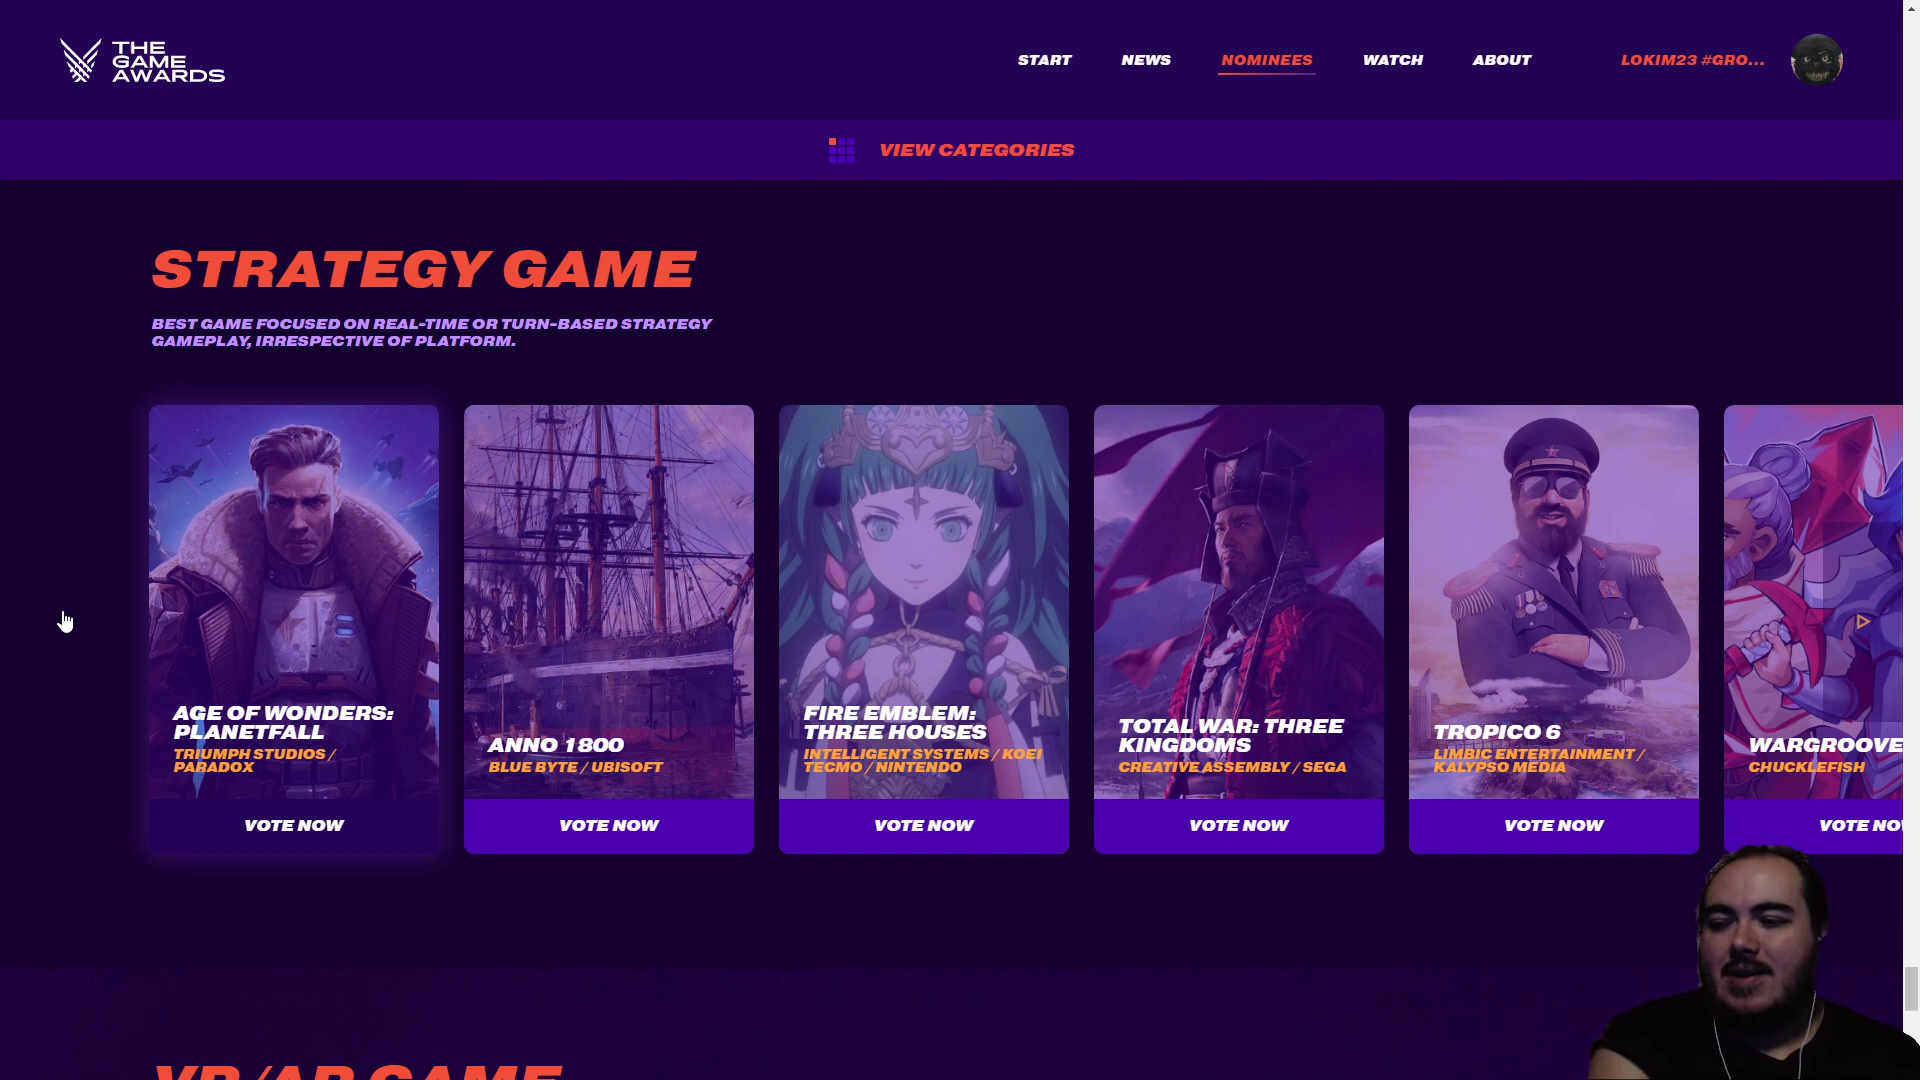 THE
GAME
AWARDS
START
NEWS
NOMINEES
WATCH
ABOUT
LOKIM23 #GRO...
VIEW CATEGORIES
STRATEGY GAME
BEST GAME FOCUSED ON REAL-TIME OR TURN-BASED STRATEGY
GAMEPLAY, IRRESPECTIVE OF PLATFORM.
AGE OF WONDERS:
PLANETFALL
TRIUMPH STUDIOS /
PARADOX
VOTE NOW
ANNO 1800
BLUE BYTE / UBISOFT
VOTE NOW
FIRE EMBLEM:
THREE HOUSES
INTELLIGENT SYSTEMS / KOEI
TECMO / NINTENDO
VOTE NOW
TOTAL WAR: THREE
KINGDOMS
CREATIVE ASSEMBLY / SEGA
VOTE NOW
TROPICO 6
LIMBIC ENTERTAINMENT /
KALYPSO MEDIA
VOTE NOW
WARGROOVE
CHUCKLEFISH
VOTE NOW
VR/AR GAME